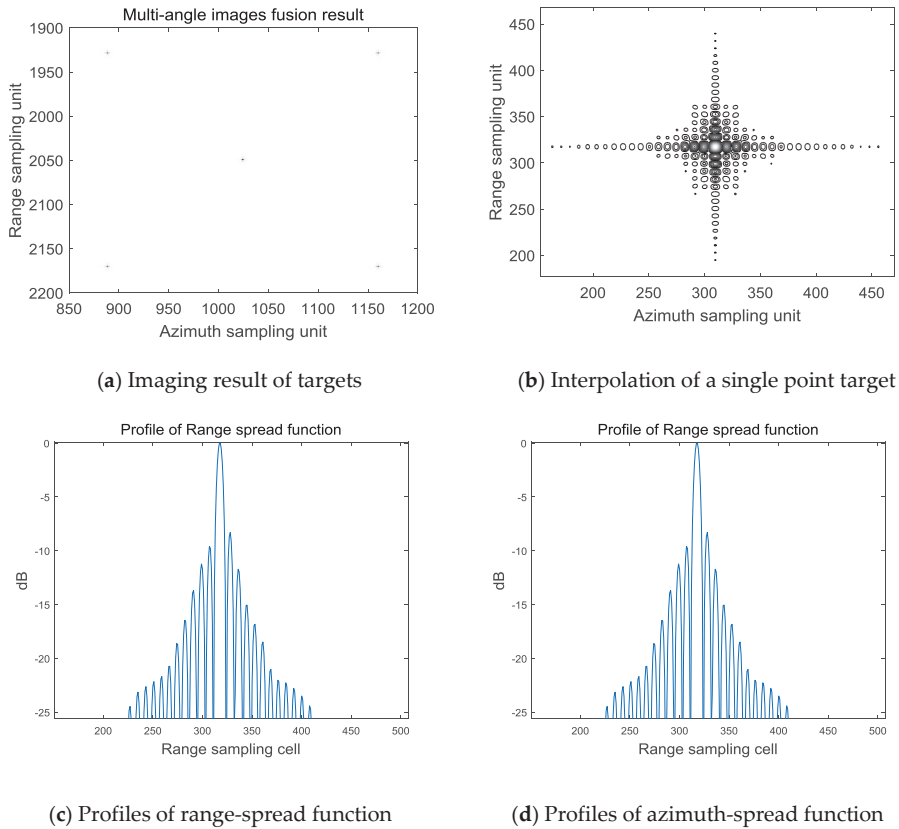 Multi-angle images fusion result
1900
1950
2000
2050
2100
2150
2200
Range sampling unit
850 900 950 1000 1050 1100 1150 1200
Azimuth sampling unit
(a) Imaging result of targets
450
400
350
300
250
200
Range sampling unit
200 250 300 350 400 450
Azimuth sampling unit
(b) Interpolation of a single point target
Profile of Range spread function
0
-5
-10
-15
-20
-25
dB
200 250 300 350 400 450 500
Range sampling cell
(c) Profiles of range-spread function
Profile of Range spread function
0
-5
-10
-15
-20
-25
dB
200 250 300 350 400 450 500
Range sampling cell
(d) Profiles of azimuth-spread function